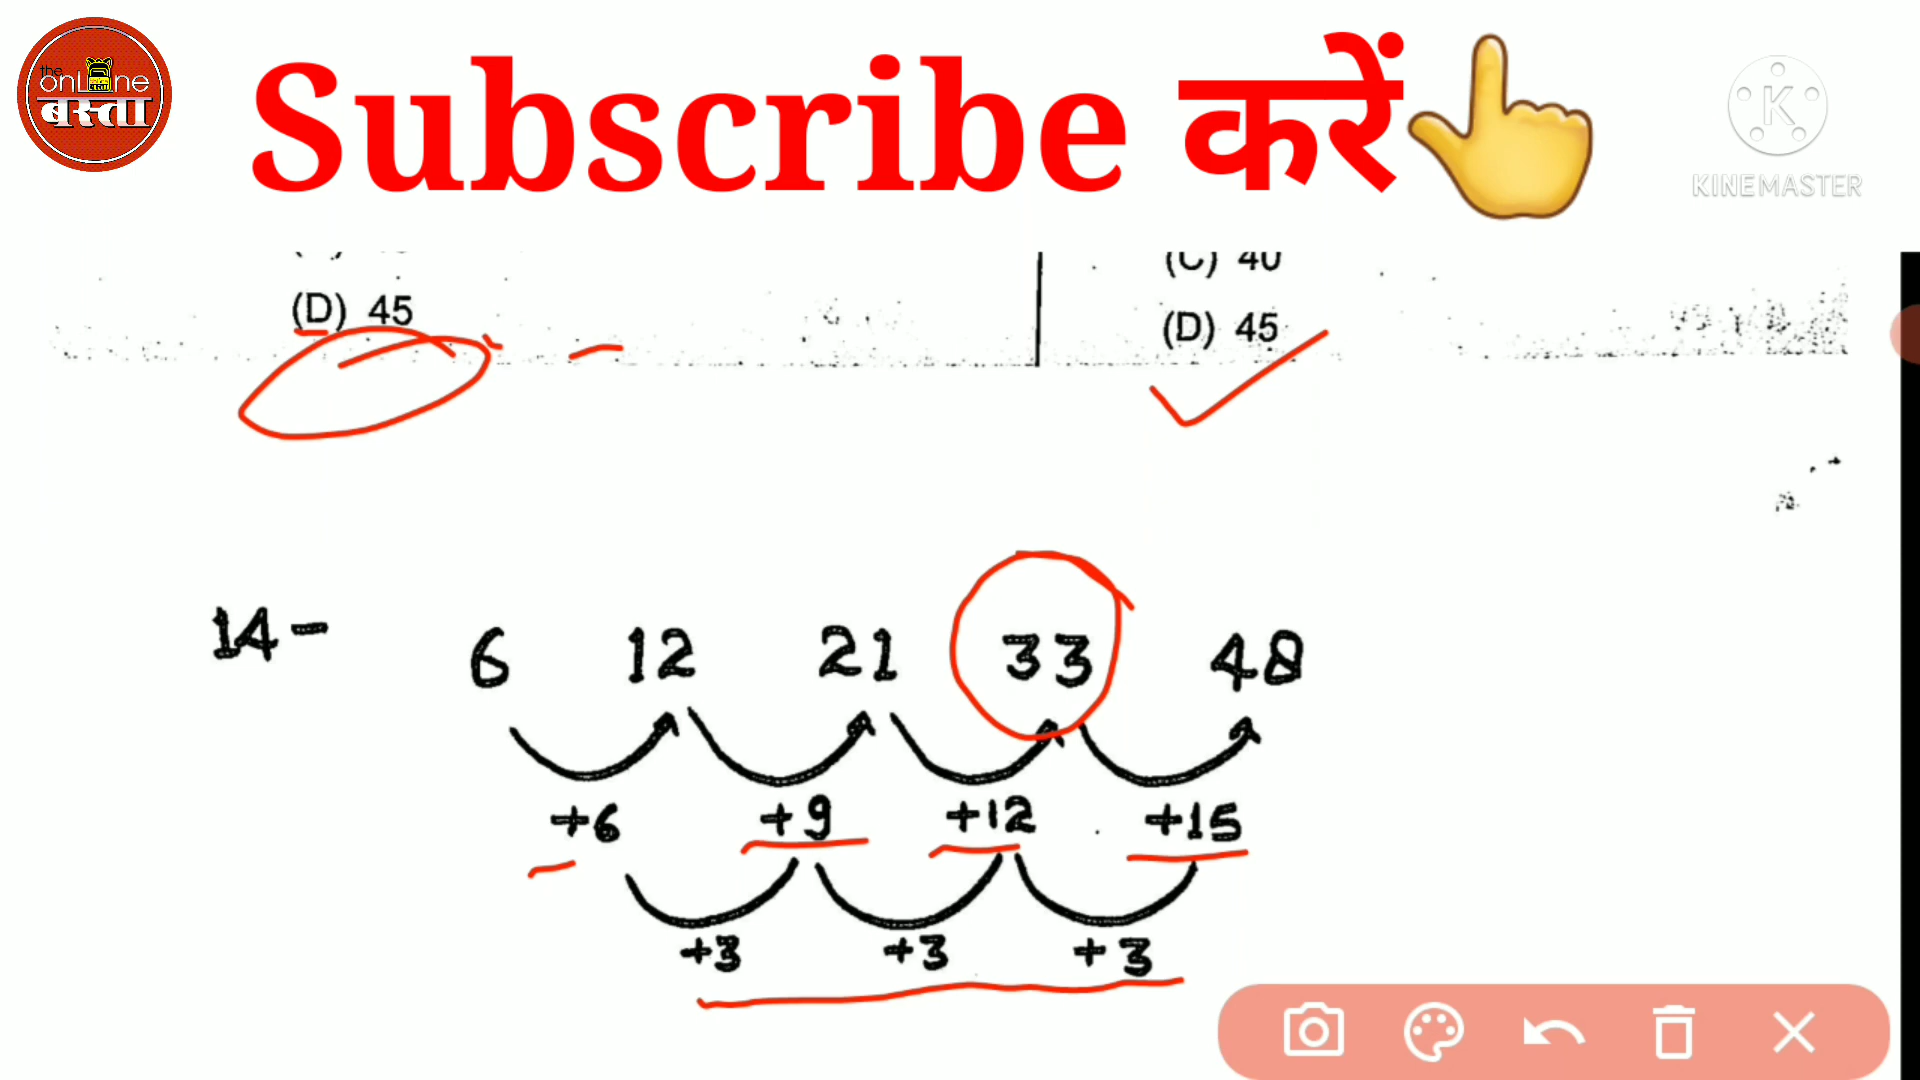 the
onLine
बस्ता
Subscribe करें
KINEMASTER
(D) 45
(C) 40
(D) 45
14- 6 12 21 33 48
+6 +9 +12 +15
+3 +3 +3